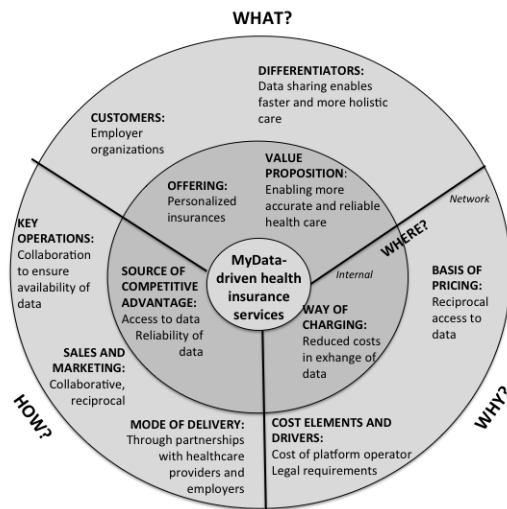 WHAT?
DIFFERENTIATORS:
Data sharing enables
faster and more holistic
care
CUSTOMERS:
Employer
organizations
VALUE
PROPOSITION:
Enabling more
accurate and reliable
health care
OFFERING:
Personalized
insurances
Network
WHERE?
Internal
KEY
OPERATIONS:
Collaboration
to ensure
availability of
data
MyData-
driven health
insurance
services
SOURCE OF
COMPETITIVE
ADVANTAGE:
Access to data
Reliability of
data
BASIS OF
PRICING:
Reciprocal
access to
data
WAY OF
CHARGING:
Reduced costs
in exhange of
data
SALES AND
MARKETING:
Collaborative,
reciprocal
HOW?
WHY?
MODE OF DELIVERY:
Through partnerships
with healthcare
providers and
employers
COST ELEMENTS AND
DRIVERS:
Cost of platform operator
Legal requirements